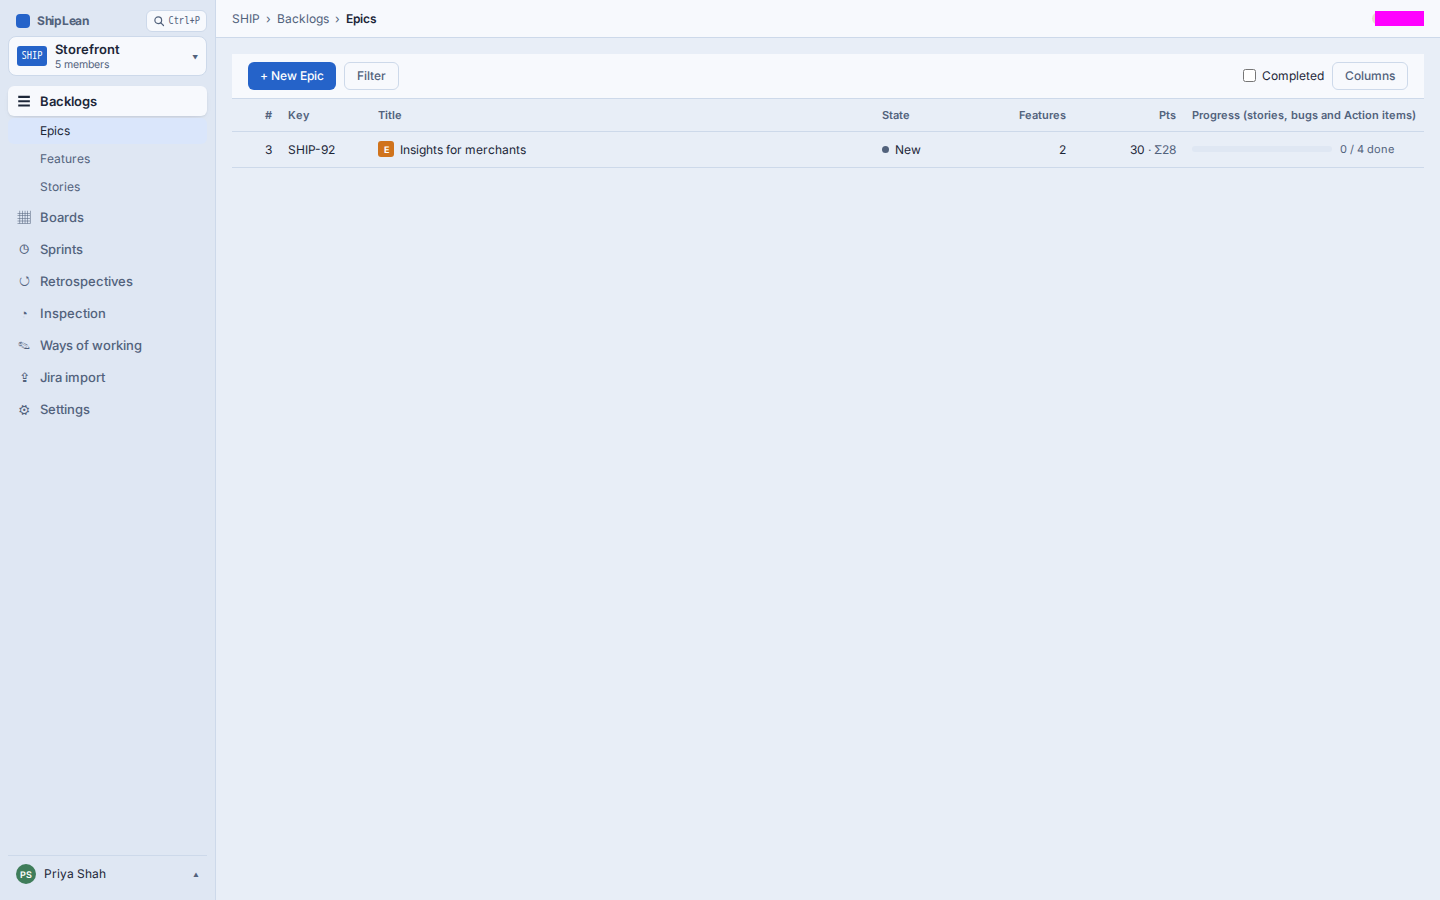 ShipLean
Ctrl+P
SHIP
Storefront
5 members
Backlogs
Epics
Features
Stories
Boards
Sprints
Retrospectives
Inspection
Ways of working
Jira import
Settings
PS
Priya Shah
SHIP › Backlogs › Epics
+ New Epic
Filter
Completed
Columns
# Key Title State Features Pts Progress (stories, bugs and Action items)
3 SHIP-92 E Insights for merchants New 2 30 · Σ28 0 / 4 done